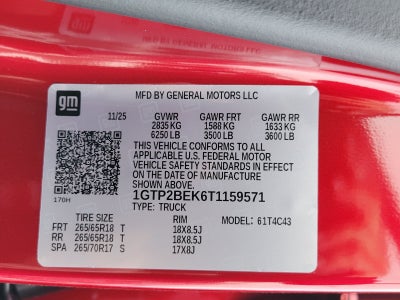 gm
MFD BY GENERAL MOTORS LLC
11/25 GVWR GAWR FRT GAWR RR
2835 KG 1588 KG 1633 KG
6250 LB 3500 LB 3600 LB
THIS VEHICLE CONFORMS TO ALL
APPLICABLE U.S. FEDERAL MOTOR
VEHICLE SAFETY STANDARDS IN EFFECT
ON THE DATE OF MANUFACTURE SHOWN ABOVE.
1GTP2BEK6T1159571
TYPE: TRUCK
170H
TIRE SIZE RIM MODEL: 61T4C43
FRT 265/65R18 T 18X8.5J
RR 265/65R18 T 18X8.5J
SPA 265/70R17 S 17X8J